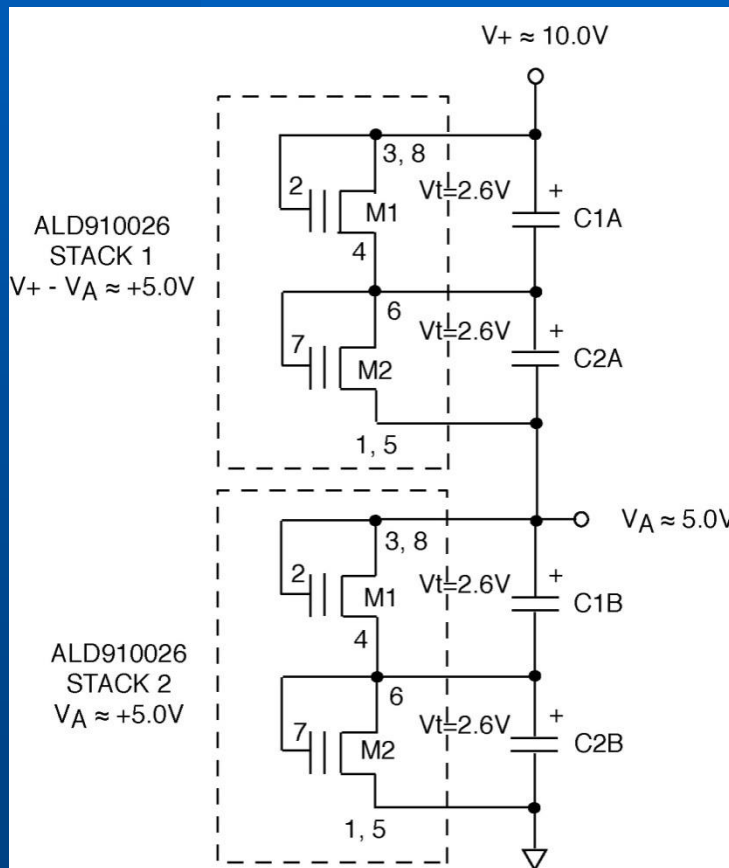 V+ ≈ 10.0V
3, 8
2
Vt=2.6V
+
M1
C1A
ALD910026
STACK 1
V+ - VA ≈ +5.0V
4
6
Vt=2.6V
+
7
M2
C2A
1, 5
VA ≈ 5.0V
3, 8
2
Vt=2.6V
+
M1
C1B
4
ALD910026
STACK 2
VA ≈ +5.0V
6
7
Vt=2.6V
+
M2
C2B
1, 5